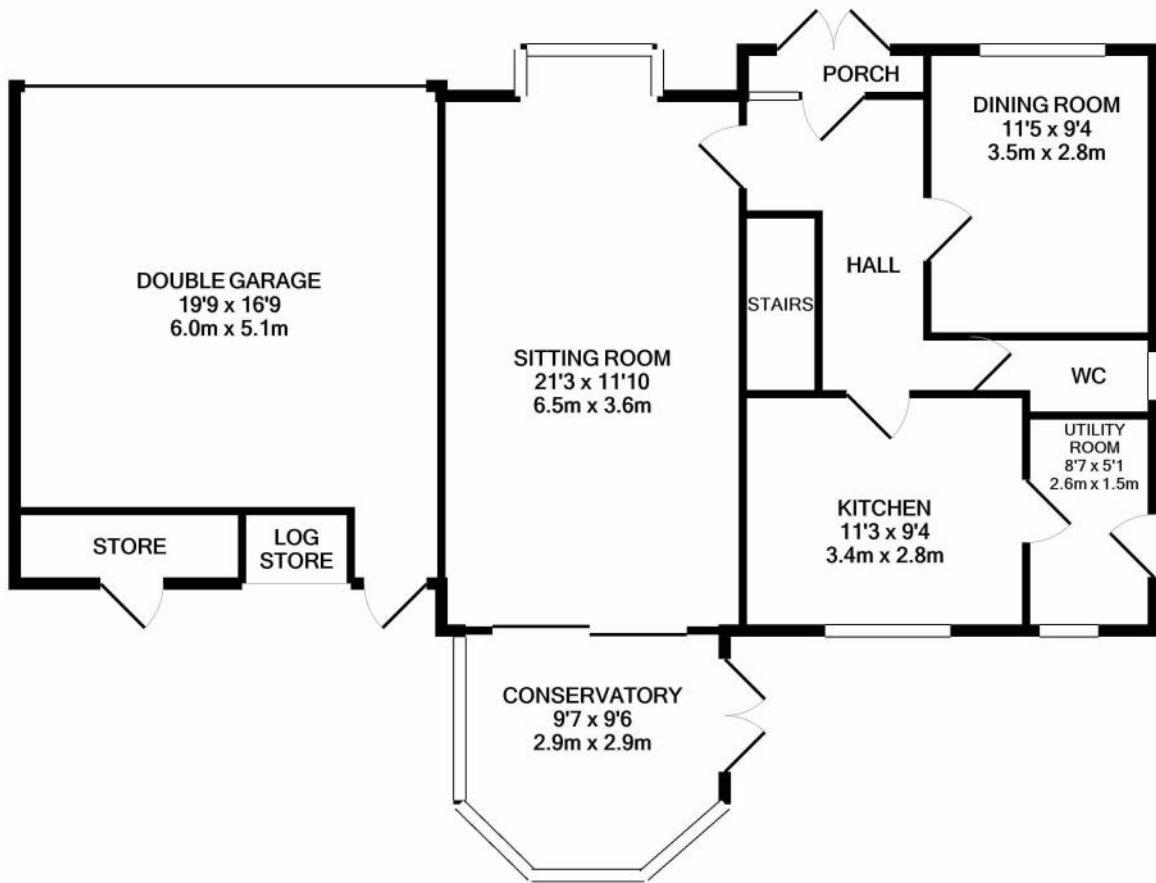 PORCH
DINING ROOM
11'5 x 9'4
3.5m x 2.8m
DOUBLE GARAGE
19'9 x 16'9
6.0m x 5.1m
SITTING ROOM
21'3 x 11'10
6.5m x 3.6m
STAIRS
HALL
WC
UTILITY
ROOM
8'7 x 5'1
2.6m x 1.5m
KITCHEN
11'3 x 9'4
3.4m x 2.8m
STORE
LOG
STORE
CONSERVATORY
9'7 x 9'6
2.9m x 2.9m